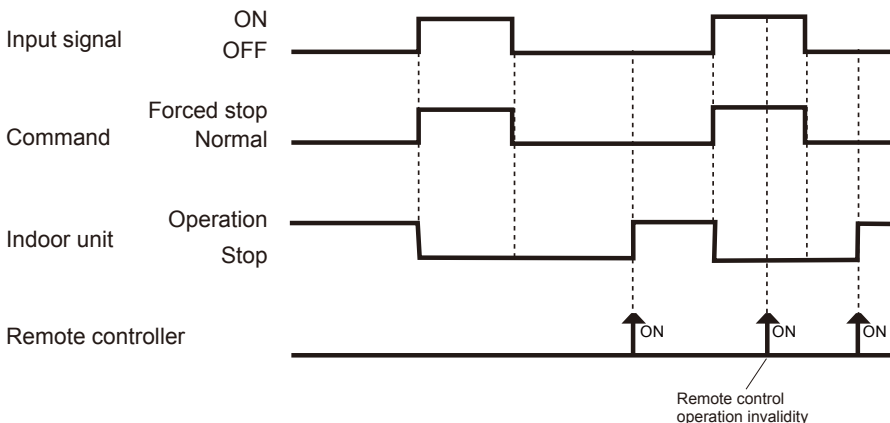 ON
Input signal
OFF
Forced stop
Command
Normal
Operation
Indoor unit
Stop
Remote controller
ON
ON
ON
Remote control
operation invalidity